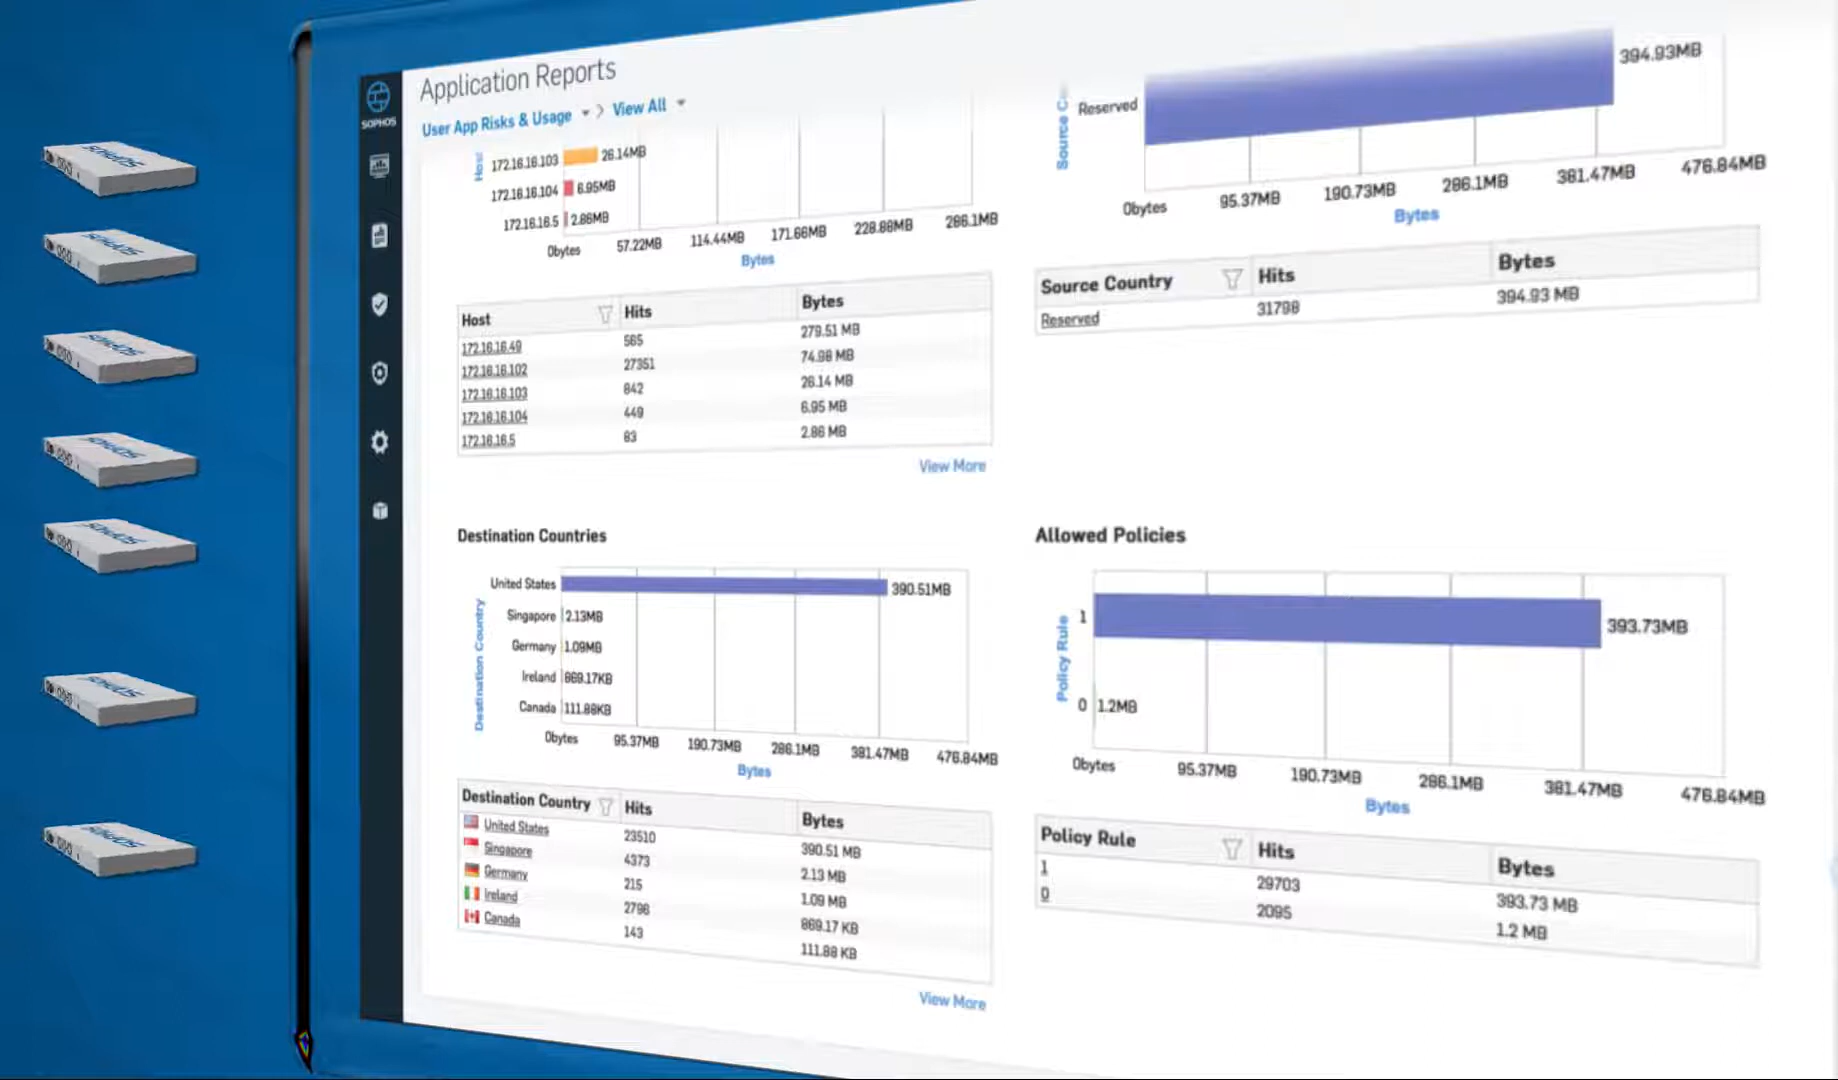 Application Reports
SOPHOS
User App Risks & Usage > View All
Host
172.16.16.103 26.14MB
172.16.16.104 6.95MB
172.16.16.5 2.86MB
0bytes 57.22MB 114.44MB 171.66MB 228.88MB 286.1MB
Bytes
Host Hits Bytes
172.16.16.49 565 279.51 MB
172.16.16.102 27351 74.98 MB
172.16.16.103 842 26.14 MB
172.16.16.104 449 6.95 MB
172.16.16.5 83 2.86 MB
View More
Source
Reserved 394.93MB
0bytes 95.37MB 190.73MB 286.1MB 381.47MB 476.84MB
Bytes
Source Country Hits Bytes
Reserved 31798 394.93 MB
Destination Countries
Destination Country
United States 390.51MB
Singapore 2.13MB
Germany 1.09MB
Ireland 869.17KB
Canada 111.88KB
0bytes 95.37MB 190.73MB 286.1MB 381.47MB 476.84MB
Bytes
Destination Country Hits Bytes
United States 23510 390.51 MB
Singapore 4373 2.13 MB
Germany 215 1.09 MB
Ireland 2796 869.17 KB
Canada 143 111.88 KB
View More
Allowed Policies
Policy Rule
1 393.73MB
0 1.2MB
0bytes 95.37MB 190.73MB 286.1MB 381.47MB 476.84MB
Bytes
Policy Rule Hits Bytes
1 29703 393.73 MB
0 2095 1.2 MB
SOPHOS
SOPHOS
SOPHOS
SOPHOS
SOPHOS
SOPHOS
SOPHOS